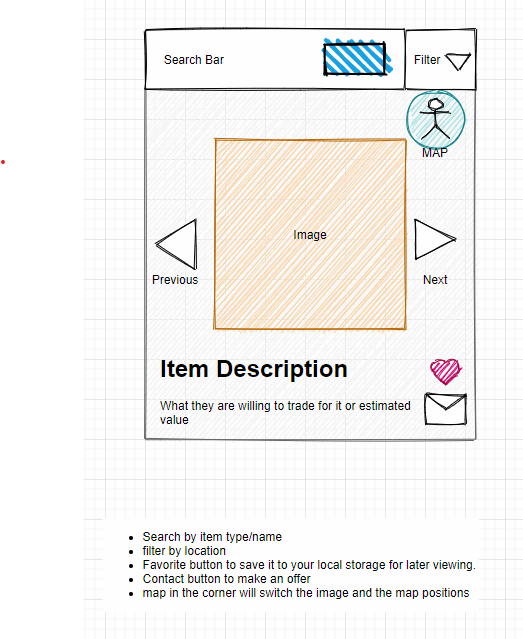 Search Bar
Filter
MAP
Image
Previous
Next
Item Description
What they are willing to trade for it or estimated
value
Search by item type/name
filter by location
Favorite button to save it to your local storage for later viewing.
Contact button to make an offer
map in the corner will switch the image and the map positions